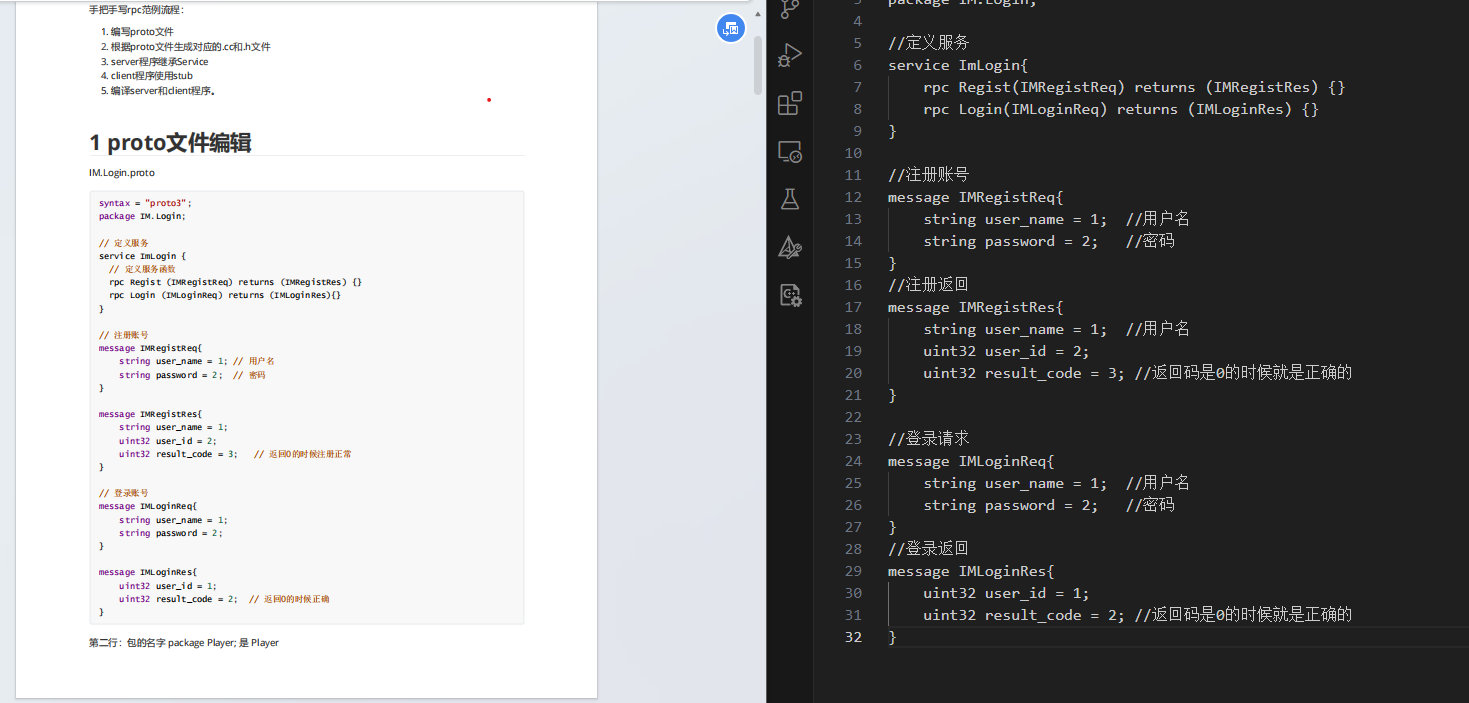 手把手写rpc范例流程：
1. 编写proto文件
2. 根据proto文件生成对应的.cc和.h文件
3. server程序继承Service
4. client程序使用stub
5. 编译server和client程序。
1 proto文件编辑
IM.Login.proto
syntax = "proto3";
package IM.Login;
// 定义服务
service ImLogin {
// 定义服务函数
rpc Regist (IMRegistReq) returns (IMRegistRes) {}
rpc Login (IMLoginReq) returns (IMLoginRes){}
}
// 注册账号
message IMRegistReq{
string user_name = 1; // 用户名
string password = 2; // 密码
}
message IMRegistRes{
string user_name = 1;
uint32 user_id = 2;
uint32 result_code = 3; // 返回0的时候注册正常
}
// 登录账号
message IMLoginReq{
string user_name = 1;
string password = 2;
}
message IMLoginRes{
uint32 user_id = 1;
uint32 result_code = 2; // 返回0的时候正确
}
第二行：包的名字 package Player; 是 Player
3 package IM.Login;
4
5 //定义服务
6 service ImLogin{
7 rpc Regist(IMRegistReq) returns (IMRegistRes) {}
8 rpc Login(IMLoginReq) returns (IMLoginRes) {}
9 }
10
11 //注册账号
12 message IMRegistReq{
13 string user_name = 1; //用户名
14 string password = 2; //密码
15 }
16 //注册返回
17 message IMRegistRes{
18 string user_name = 1; //用户名
19 uint32 user_id = 2;
20 uint32 result_code = 3; //返回码是0的时候就是正确的
21 }
22
23 //登录请求
24 message IMLoginReq{
25 string user_name = 1; //用户名
26 string password = 2; //密码
27 }
28 //登录返回
29 message IMLoginRes{
30 uint32 user_id = 1;
31 uint32 result_code = 2; //返回码是0的时候就是正确的
32 }